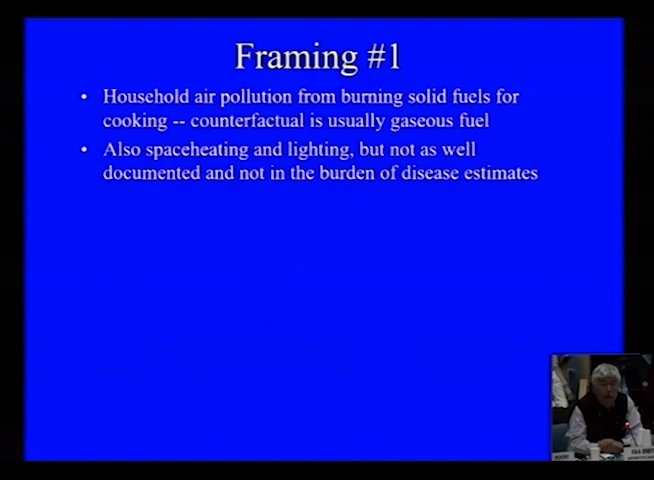 Framing #1
• Household air pollution from burning solid fuels for
cooking -- counterfactual is usually gaseous fuel
• Also spaceheating and lighting, but not as well
documented and not in the burden of disease estimates